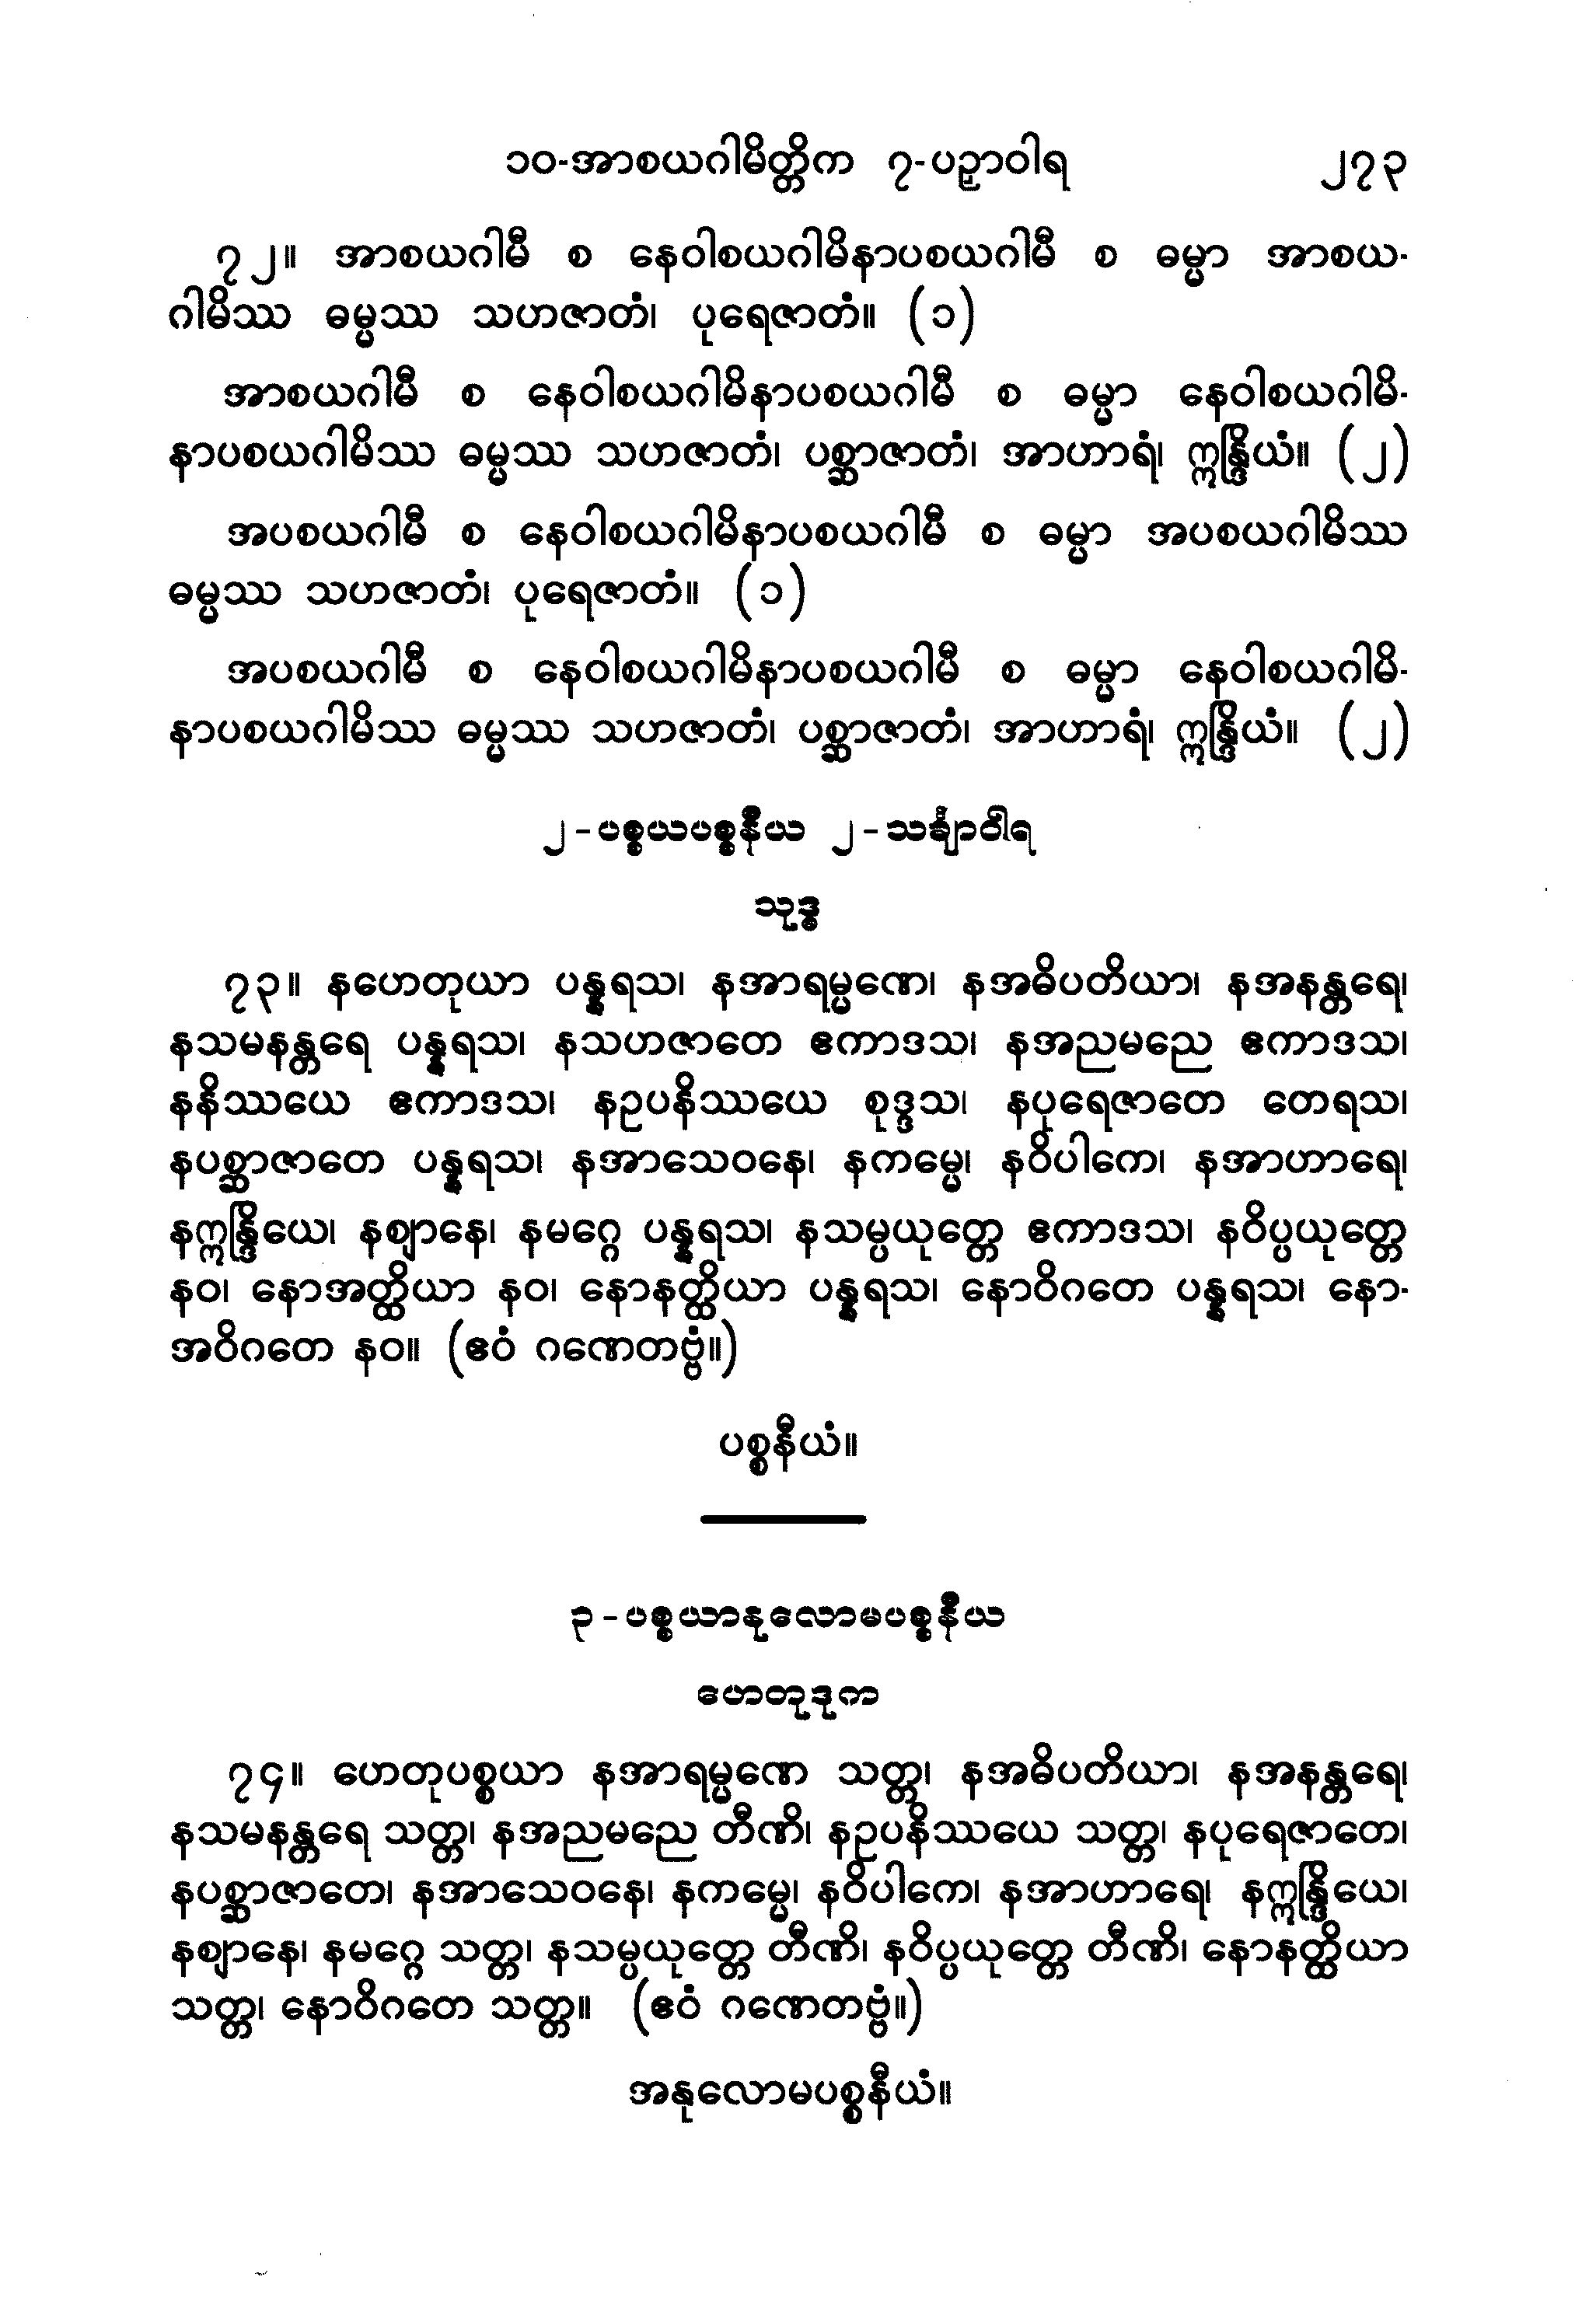 ၁၀-အာစယဂါမိတ္တိက ၇-ပဉှာဝါရ ၂၇၃
၇၂။ အာစယဂါမီ စ နေဝါစယဂါမိနာပစယဂါမီ စ ဓမ္မာ အာစယ-
ဂါမိဿ ဓမ္မဿ သဟဇာတံ၊ ပုရေဇာတံ။ (၁)
အာစယဂါမီ စ နေဝါစယဂါမိနာပစယဂါမီ စ ဓမ္မာ နေဝါစယဂါမိ-
နာပစယဂါမိဿ ဓမ္မဿ သဟဇာတံ၊ ပစ္ဆာဇာတံ၊ အာဟာရံ၊ ဣန္ဒြိယံ။ (၂)
အပစယဂါမီ စ နေဝါစယဂါမိနာပစယဂါမီ စ ဓမ္မာ အပစယဂါမိဿ
ဓမ္မဿ သဟဇာတံ၊ ပုရေဇာတံ။ (၁)
အပစယဂါမီ စ နေဝါစယဂါမိနာပစယဂါမီ စ ဓမ္မာ နေဝါစယဂါမိ-
နာပစယဂါမိဿ ဓမ္မဿ သဟဇာတံ၊ ပစ္ဆာဇာတံ၊ အာဟာရံ၊ ဣန္ဒြိယံ။ (၂)
၂-ပစ္စယပစ္စနီယ ၂-သင်္ချာဝါရ
သုဒ္ဓ
၇၃။ နဟေတုယာ ပန္နရသ၊ နအာရမ္မဏေ၊ နအဓိပတိယာ၊ နအနန္တရေ၊
နသမနန္တရေ ပန္နရသ၊ နသဟဇာတေ ဧကာဒသ၊ နအညမညေ ဧကာဒသ၊
နနိဿယေ ဧကာဒသ၊ နဥပနိဿယေ စုဒ္ဒသ၊ နပုရေဇာတေ တေရသ၊
နပစ္ဆာဇာတေ ပန္နရသ၊ နအာသေဝနေ၊ နကမ္မေ၊ နဝိပါကေ၊ နအာဟာရေ၊
နဣန္ဒြိယေ၊ နဈာနေ၊ နမဂ္ဂေ ပန္နရသ၊ နသမ္ပယုတ္တေ ဧကာဒသ၊ နဝိပ္ပယုတ္တေ
နဝ၊ နောအတ္ထိယာ နဝ၊ နောနတ္ထိယာ ပန္နရသ၊ နောဝိဂတေ ပန္နရသ၊ နော-
အဝိဂတေ နဝ။ (ဧဝံ ဂဏေတဗ္ဗံ။)
ပစ္စနီယံ။
၃-ပစ္စယာနုလောမပစ္စနီယ
ဟေတုဒုက
၇၄။ ဟေတုပစ္စယာ နအာရမ္မဏေ သတ္တ၊ နအဓိပတိယာ၊ နအနန္တရေ၊
နသမနန္တရေ သတ္တ၊ နအညမညေ တီဏိ၊ နဥပနိဿယေ သတ္တ၊ နပုရေဇာတေ၊
နပစ္ဆာဇာတေ၊ နအာသေဝနေ၊ နကမ္မေ၊ နဝိပါကေ၊ နအာဟာရေ၊ နဣန္ဒြိယေ၊
နဈာနေ၊ နမဂ္ဂေ သတ္တ၊ နသမ္ပယုတ္တေ တီဏိ၊ နဝိပ္ပယုတ္တေ တီဏိ၊ နောနတ္ထိယာ
သတ္တ၊ နောဝိဂတေ သတ္တ။ (ဧဝံ ဂဏေတဗ္ဗံ။)
အနုလောမပစ္စနီယံ။